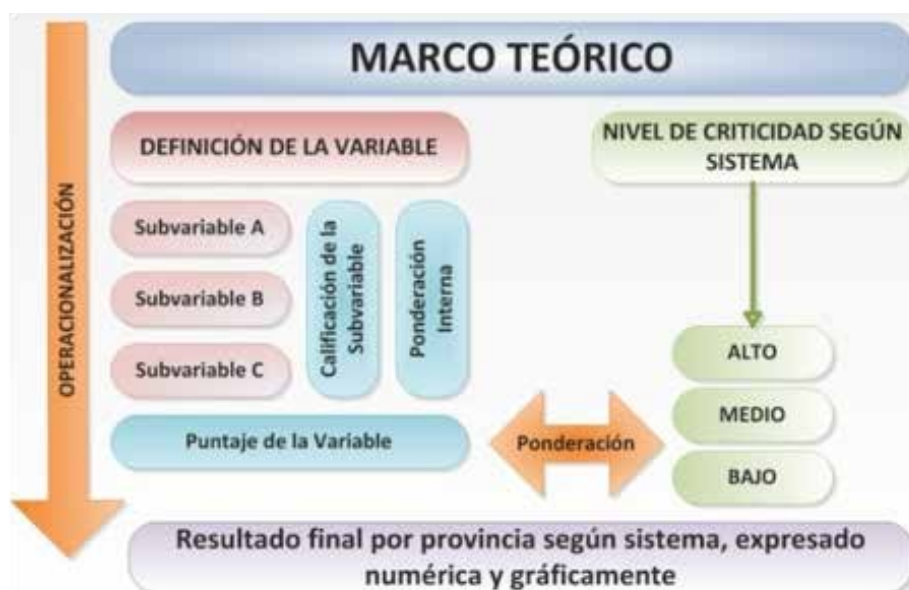 MARCO TEÓRICO
OPERACIONALIZACIÓN
DEFINICIÓN DE LA VARIABLE
Subvariable A
Subvariable B
Subvariable C
Calificación de la
Subvariable
Ponderación
Interna
Puntaje de la Variable
Ponderación
NIVEL DE CRITICIDAD SEGÚN
SISTEMA
ALTO
MEDIO
BAJO
Resultado final por provincia según sistema, expresado
numérica y gráficamente